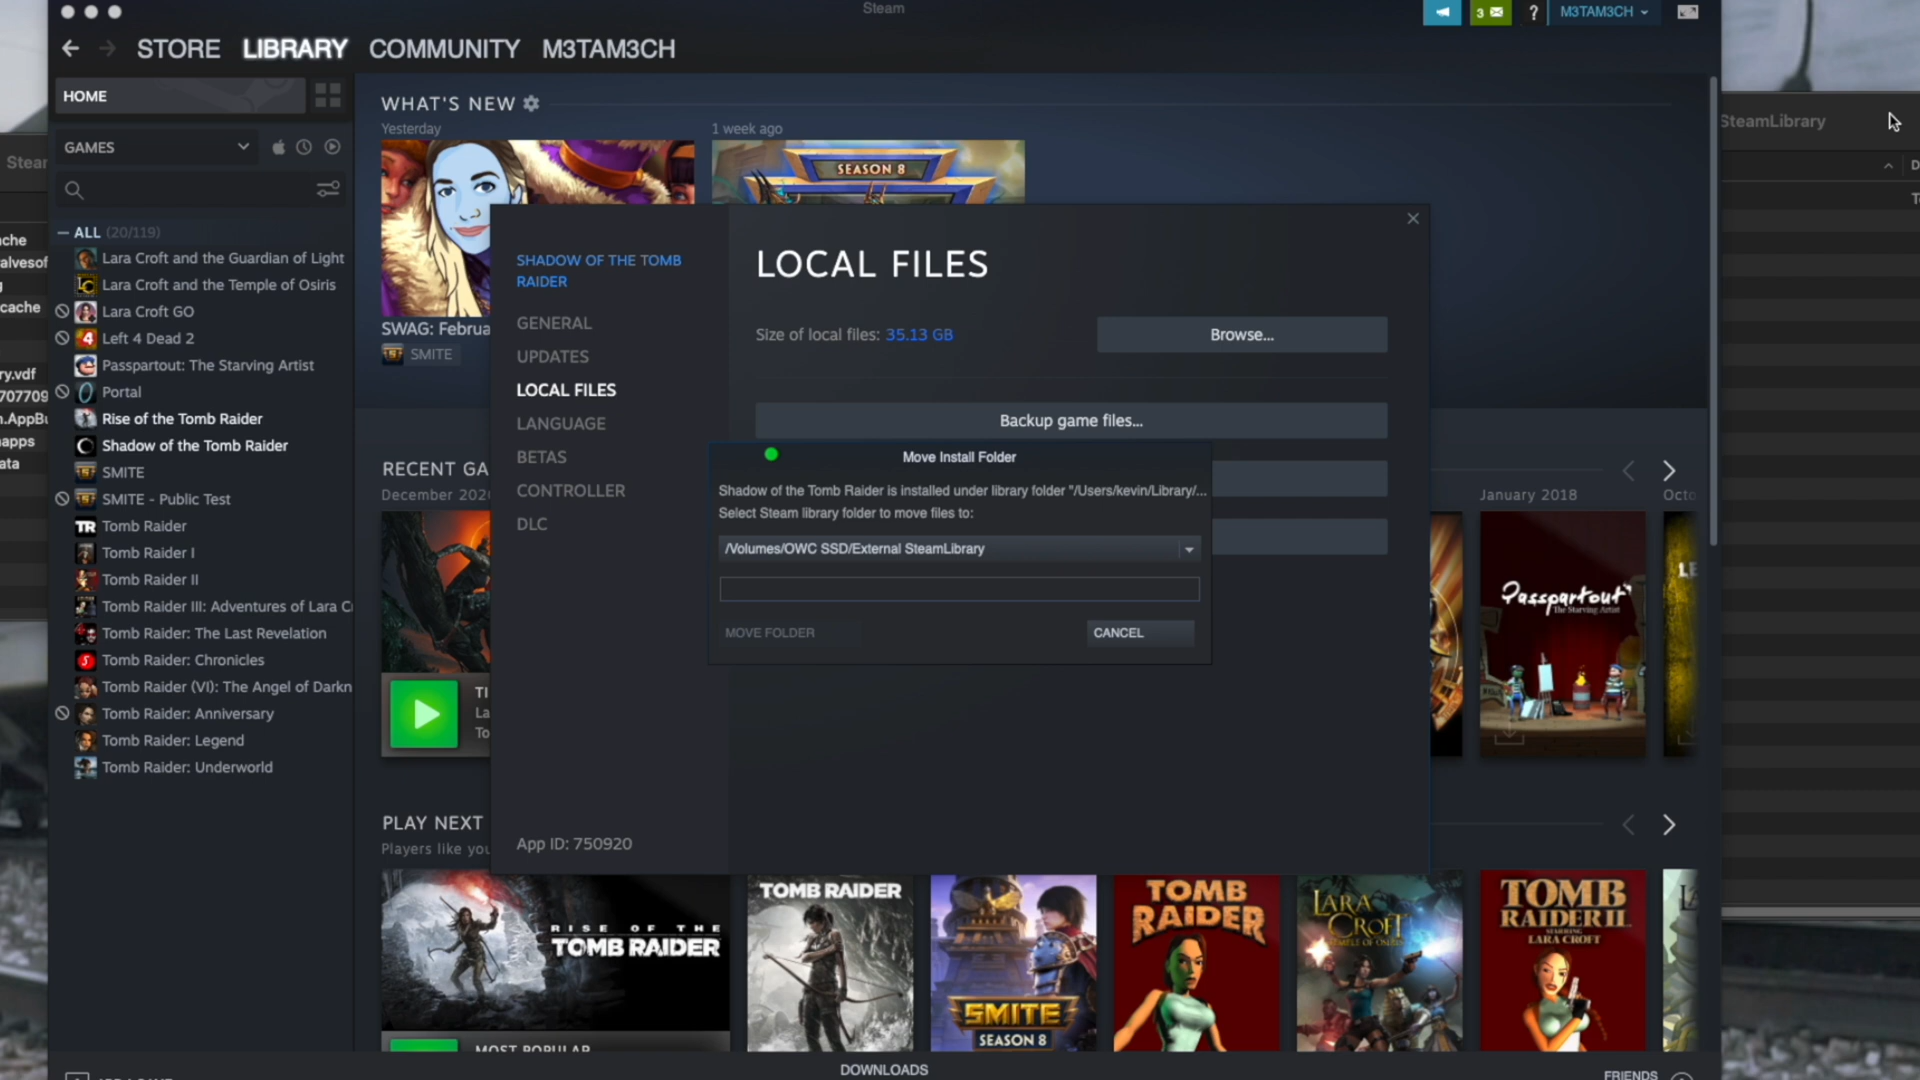 Steam
3
?
M3TAM3CH
STORE
LIBRARY
COMMUNITY
M3TAM3CH
HOME
GAMES
ALL (20/119)
Lara Croft and the Guardian of Light
Lara Croft and the Temple of Osiris
Lara Croft GO
Left 4 Dead 2
Passpartout: The Starving Artist
Portal
Rise of the Tomb Raider
Shadow of the Tomb Raider
SMITE
SMITE - Public Test
Tomb Raider
Tomb Raider I
Tomb Raider II
Tomb Raider III: Adventures of Lara C
Tomb Raider: The Last Revelation
Tomb Raider: Chronicles
Tomb Raider (VI): The Angel of Darkn
Tomb Raider: Anniversary
Tomb Raider: Legend
Tomb Raider: Underworld
che
alvesof
cache
ry.vdf
707709
n.AppBu
apps
ata
WHAT'S NEW
Yesterday
1 week ago
SEASON 8
SWAG: Februa
SMITE
RECENT GA
December 202
January 2018
Octo
SHADOW OF THE TOMB
RAIDER
GENERAL
UPDATES
LOCAL FILES
LANGUAGE
BETAS
CONTROLLER
DLC
App ID: 750920
LOCAL FILES
Size of local files: 35.13 GB
Browse...
Backup game files...
Move Install Folder
Shadow of the Tomb Raider is installed under library folder "/Users/kevin/Library/...
Select Steam library folder to move files to:
/Volumes/OWC SSD/External SteamLibrary
MOVE FOLDER
CANCEL
Passpartout
The Starving Artist
LE
TI
La
To
PLAY NEXT
Players like you
RISE OF THE
TOMB RAIDER
TOMB RAIDER
SMITE
SEASON 8
TOMB
RAIDER
LARA
CROFT
TEMPLE OF OSIRIS
TOMB
RAIDER II
STARRING
LARA CROFT
MOST POPULAR
DOWNLOADS
FRIENDS
SteamLibrary